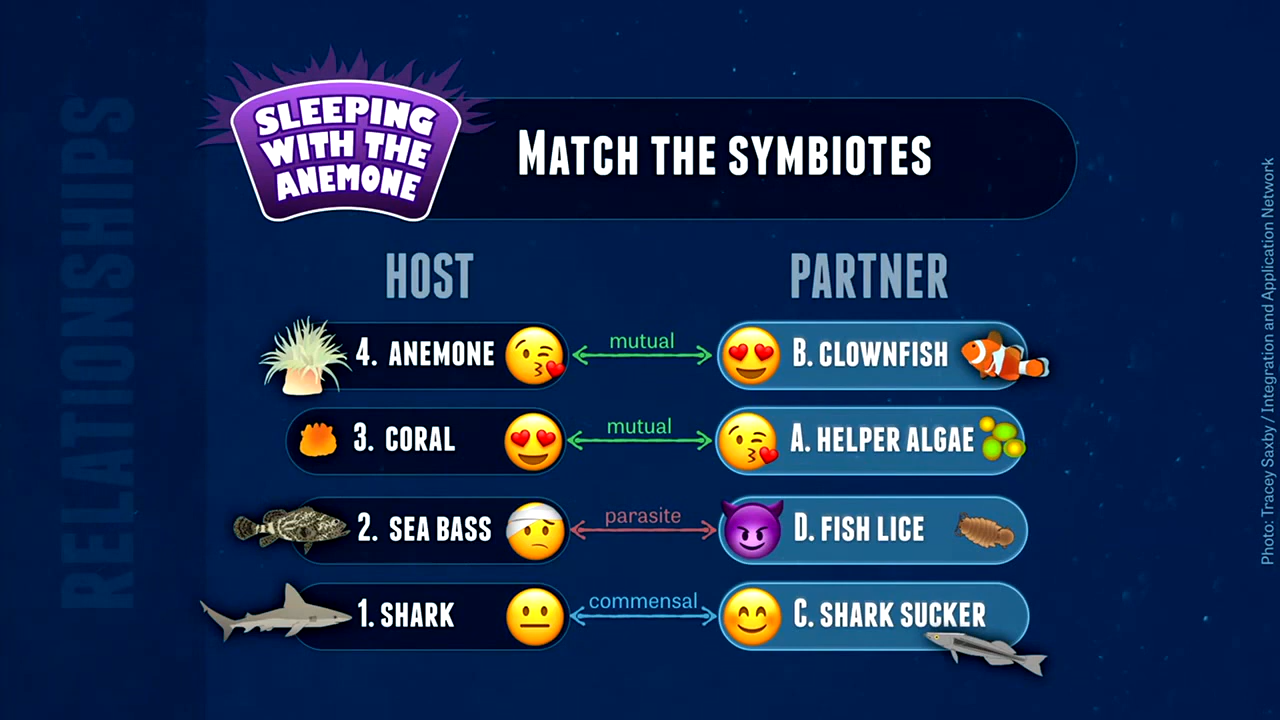 SLEEPING
WITH THE
ANEMONE
MATCH THE SYMBIOTES
RELATIONSHIPS
HOST
PARTNER
4. ANEMONE
mutual
B. CLOWNFISH
3. CORAL
mutual
A. HELPER ALGAE
2. SEA BASS
parasite
D. FISH LICE
1. SHARK
commensal
C. SHARK SUCKER
Photo: Tracey Saxby / Integration and Application Network